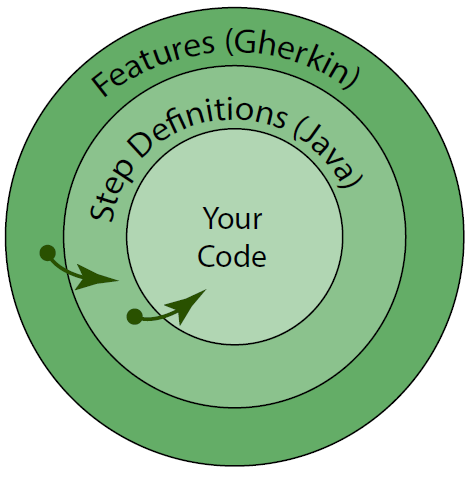 Features (Gherkin)
Step Definitions (Java)
Your
Code